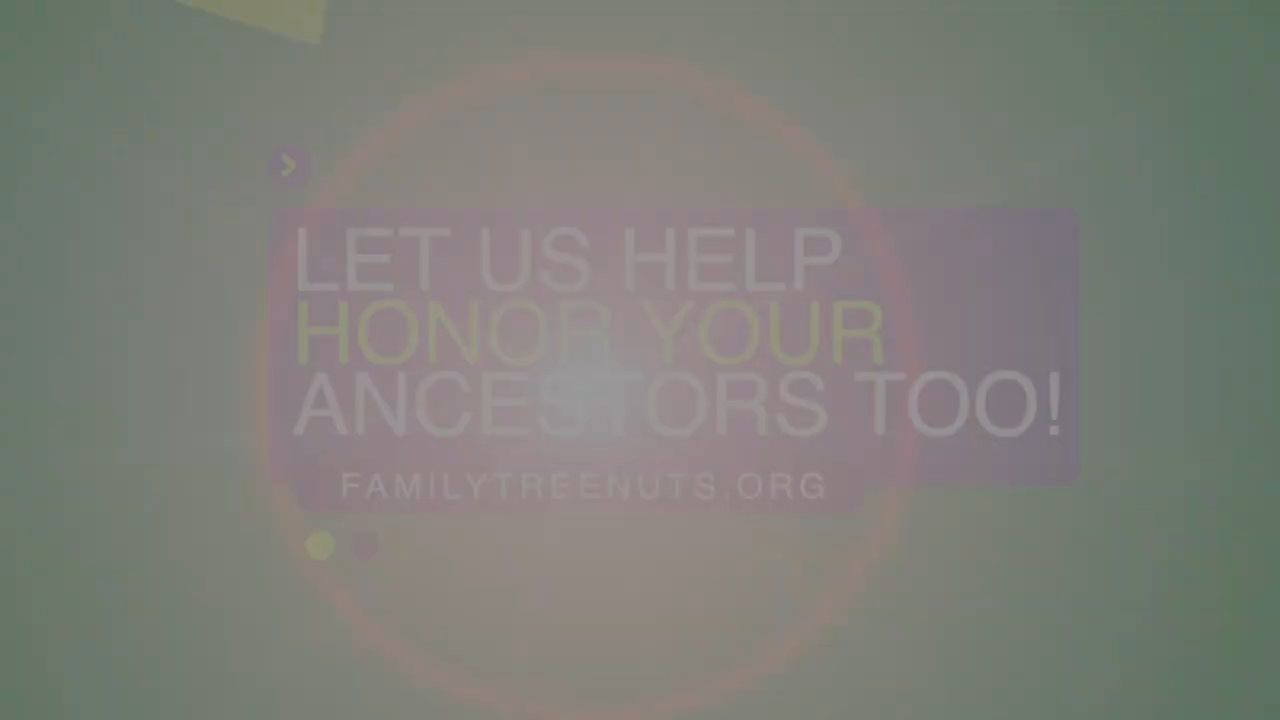 LET US HELP
HONOR YOUR
ANCESTORS TOO!
FAMILYTREENUTS.ORG